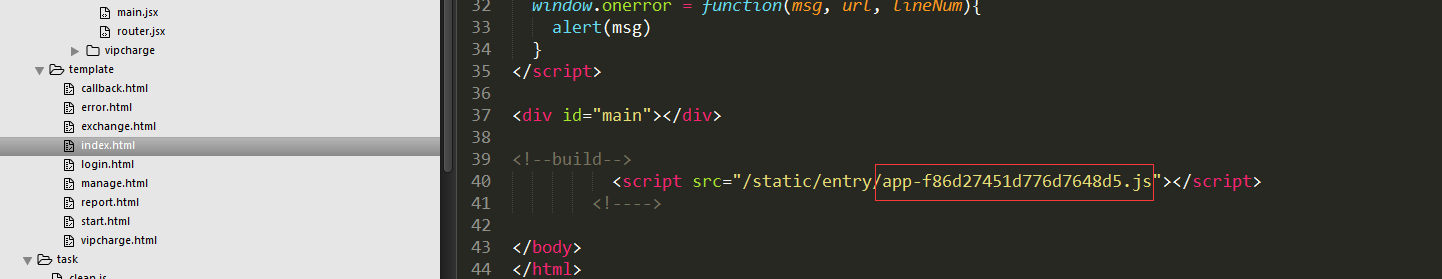 main.jsx
router.jsx
vipcharge
template
callback.html
error.html
exchange.html
index.html
login.html
manage.html
report.html
start.html
vipcharge.html
task
clean.js
32 window.onerror = function(msg, url, lineNum){
33 alert(msg)
34 }
35 </script>
36
37 <div id="main"></div>
38
39 <!--build-->
40 <script src="/static/entry/app-f86d27451d776d7648d5.js"></script>
41 <!---->
42
43 </body>
44 </html>